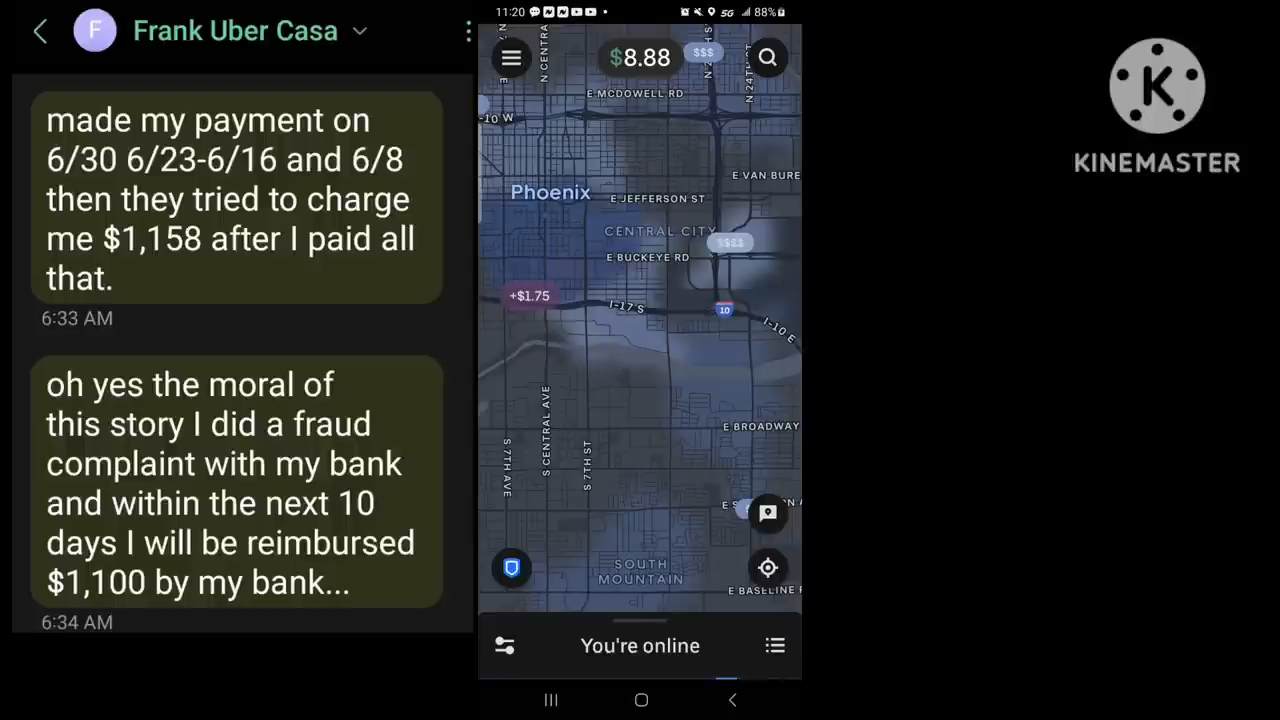 F Frank Uber Casa
made my payment on
6/30 6/23-6/16 and 6/8
then they tried to charge
me $1,158 after I paid all
that.
6:33 AM
oh yes the moral of
this story I did a fraud
complaint with my bank
and within the next 10
days I will be reimbursed
$1,100 by my bank...
6:34 AM
11:20
5G 88%
$8.88
$$$
N CENTRAL
N 24TH ST
E MCDOWELL RD
-10 W
E VAN BURE
Phoenix
E JEFFERSON ST
CENTRAL CITY
$$$$
E BUCKEYE RD
+$1.75
I-17 S
10
I-10 E
S CENTRAL AVE
E BROADWAY
S 7TH AVE
S 7TH ST
SOUTH
MOUNTAIN
E BASELINE R
You're online
K
KINEMASTER